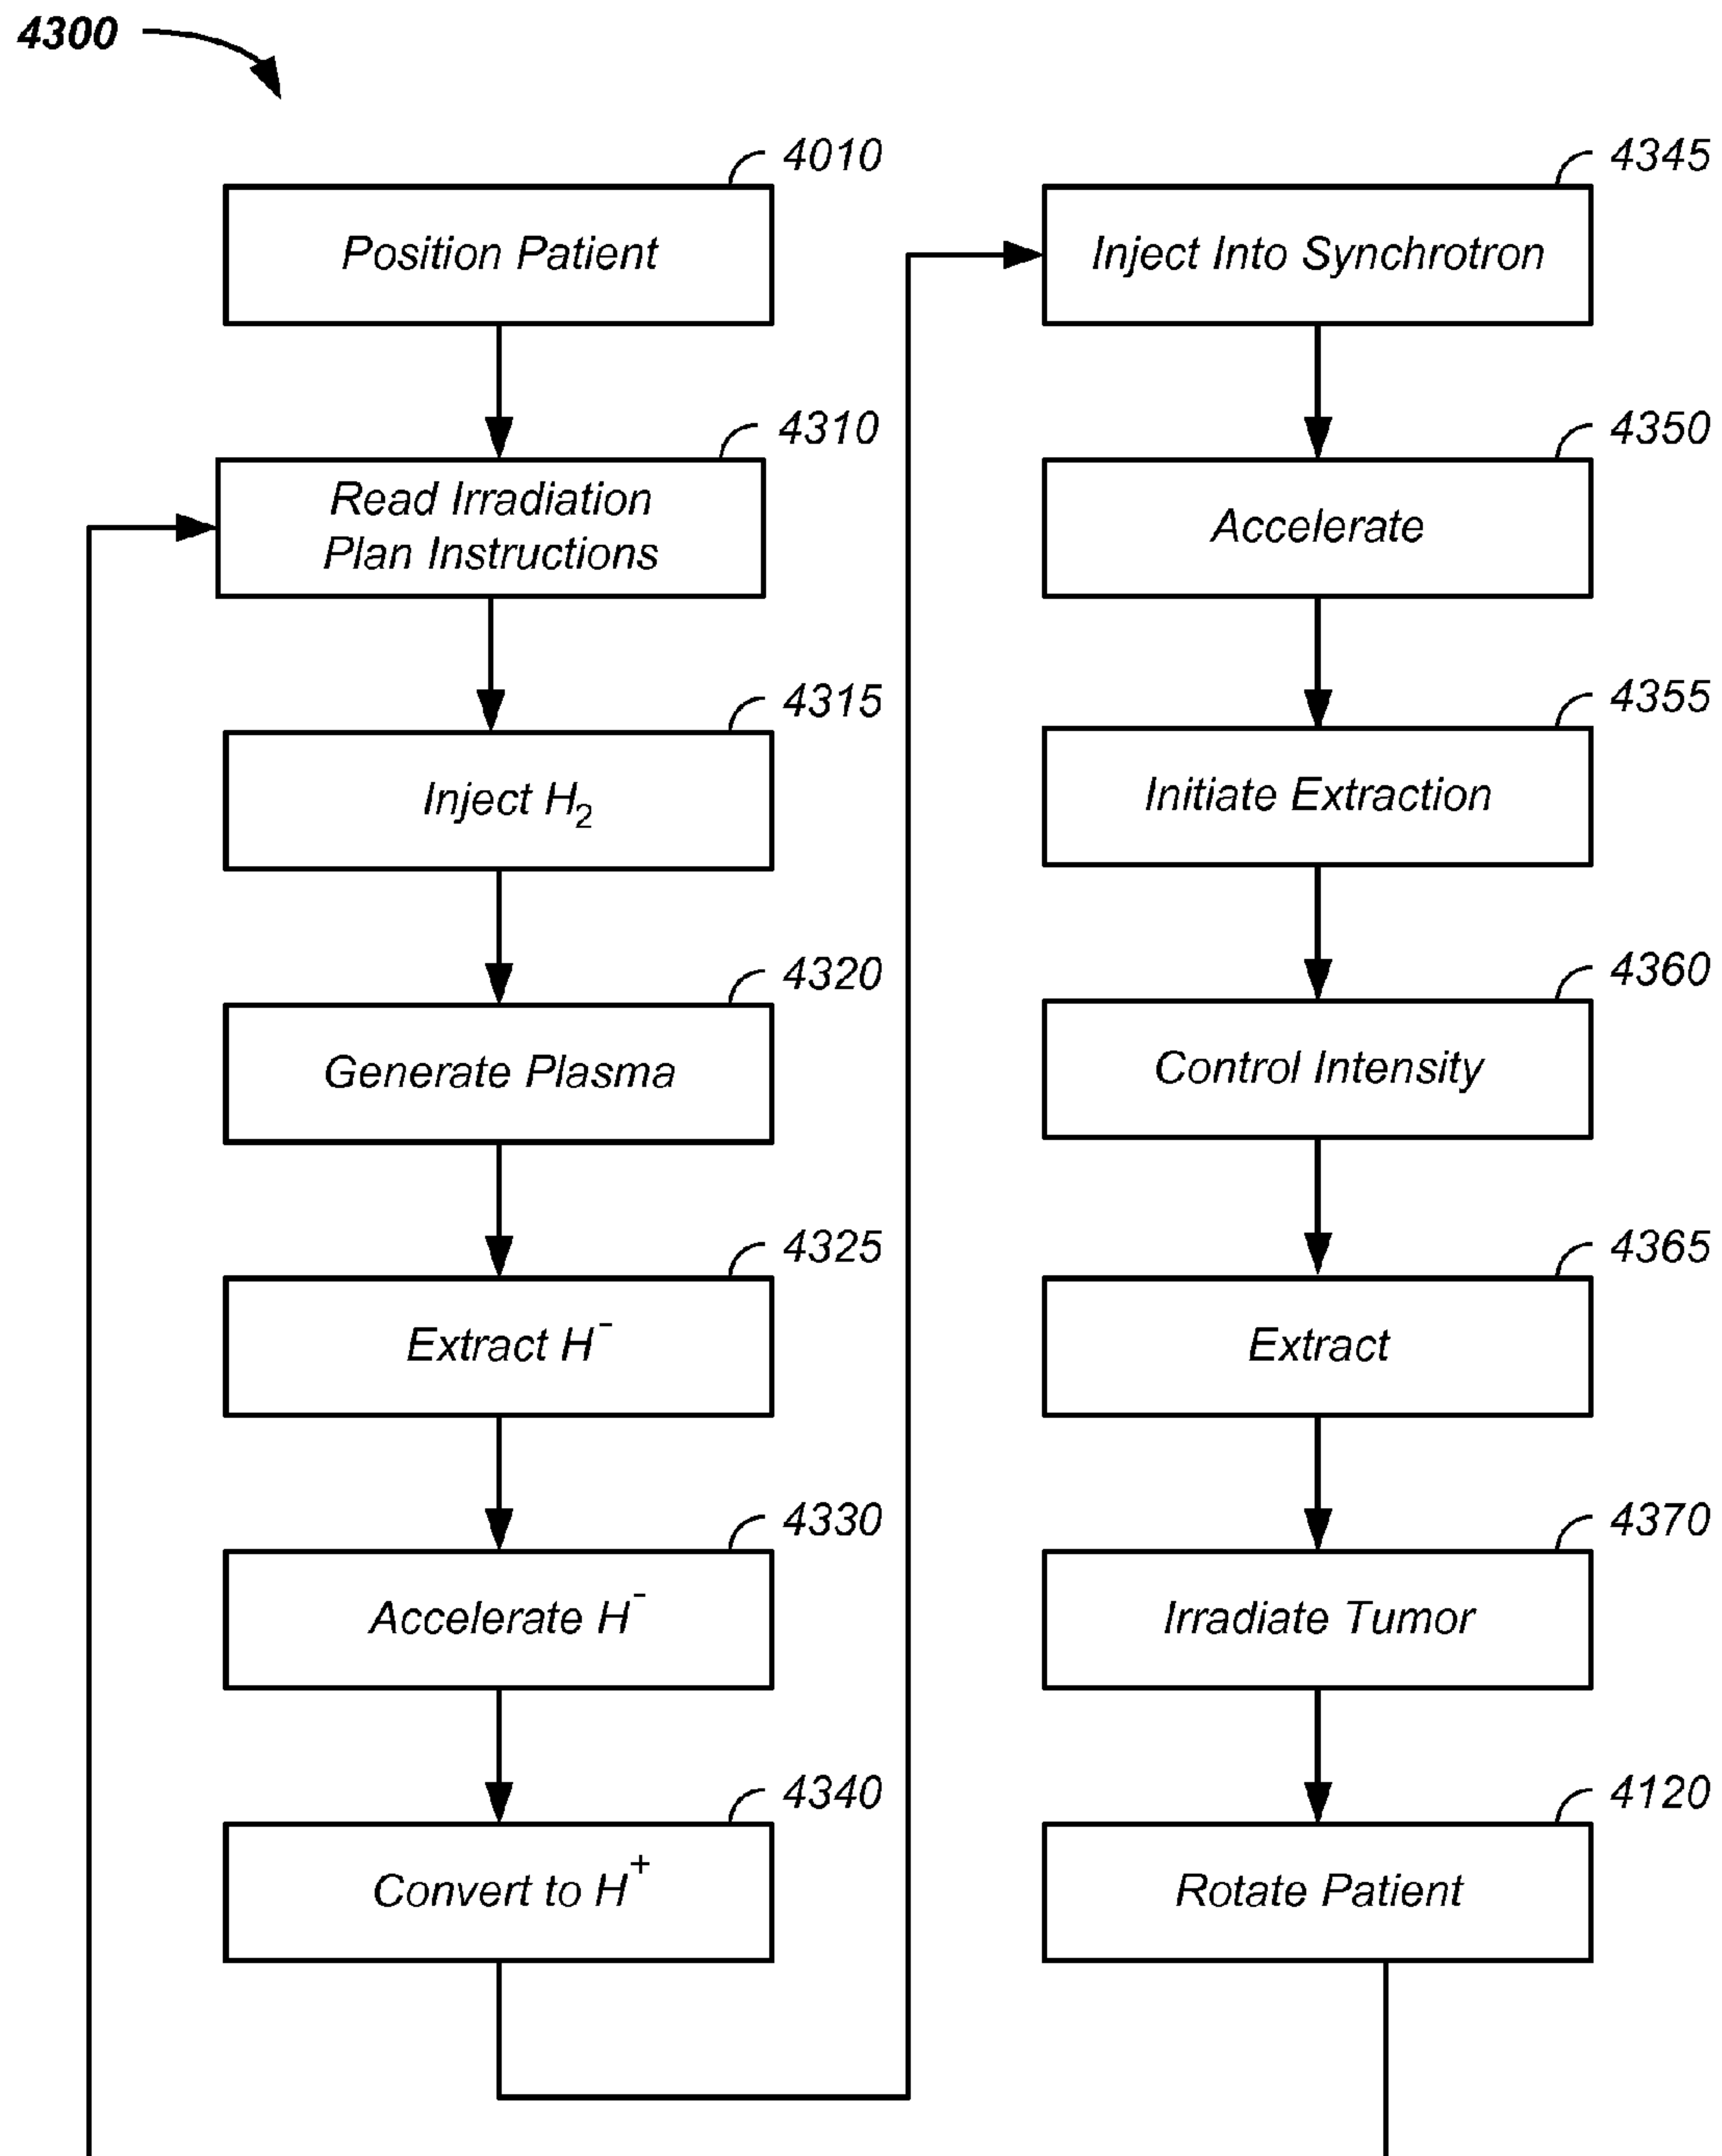 4300
4010
Position Patient
4310
Read Irradiation
Plan Instructions
4315
Inject H₂
4320
Generate Plasma
4325
Extract H⁻
4330
Accelerate H⁻
4340
Convert to H⁺
4345
Inject Into Synchrotron
4350
Accelerate
4355
Initiate Extraction
4360
Control Intensity
4365
Extract
4370
Irradiate Tumor
4120
Rotate Patient